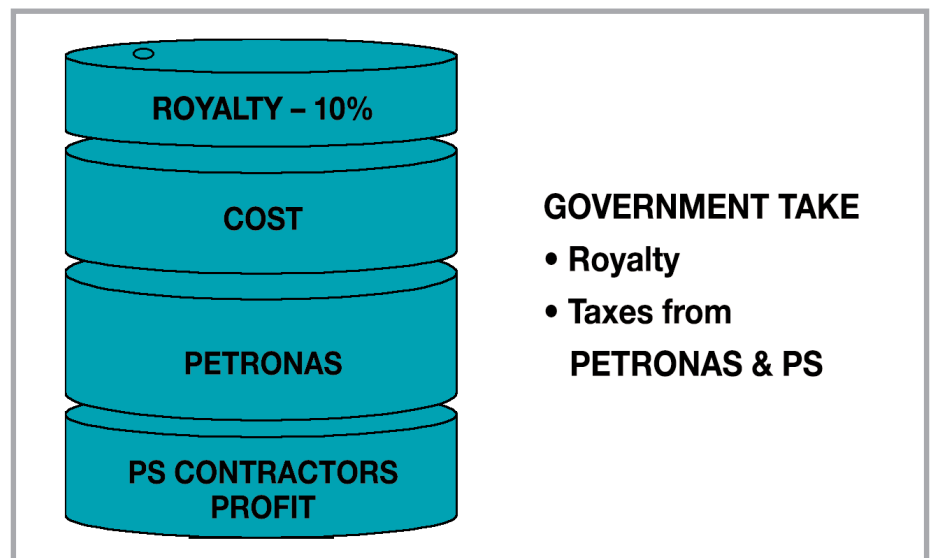 ROYALTY – 10%
COST
PETRONAS
PS CONTRACTORS
PROFIT
GOVERNMENT TAKE
• Royalty
• Taxes from
PETRONAS & PS